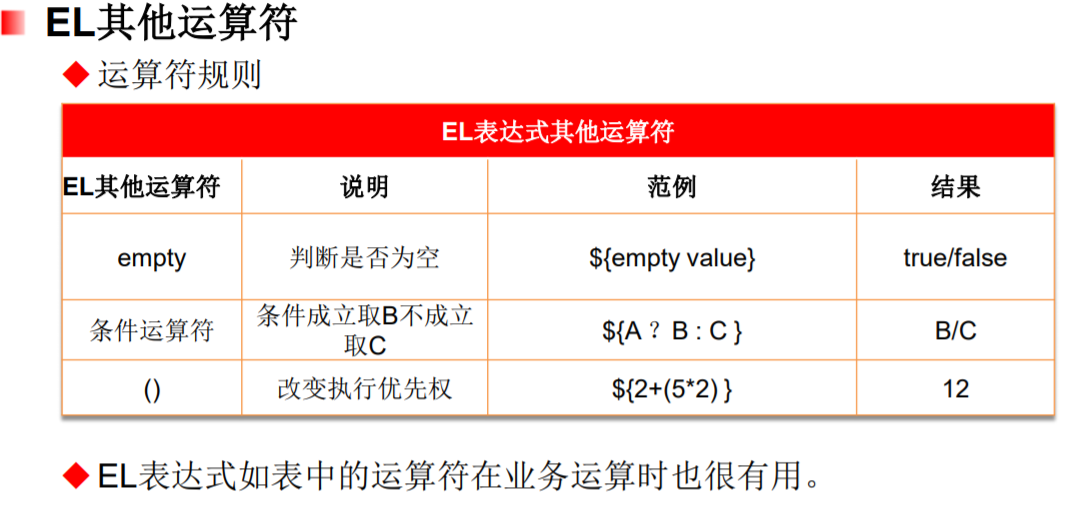 EL其他运算符
运算符规则
EL表达式其他运算符
EL其他运算符 说明 范例 结果
empty 判断是否为空 ${empty value} true/false
条件运算符 条件成立取B不成立
取C ${A ？ B : C } B/C
() 改变执行优先权 ${2+(5*2) } 12
EL表达式如表中的运算符在业务运算时也很有用。